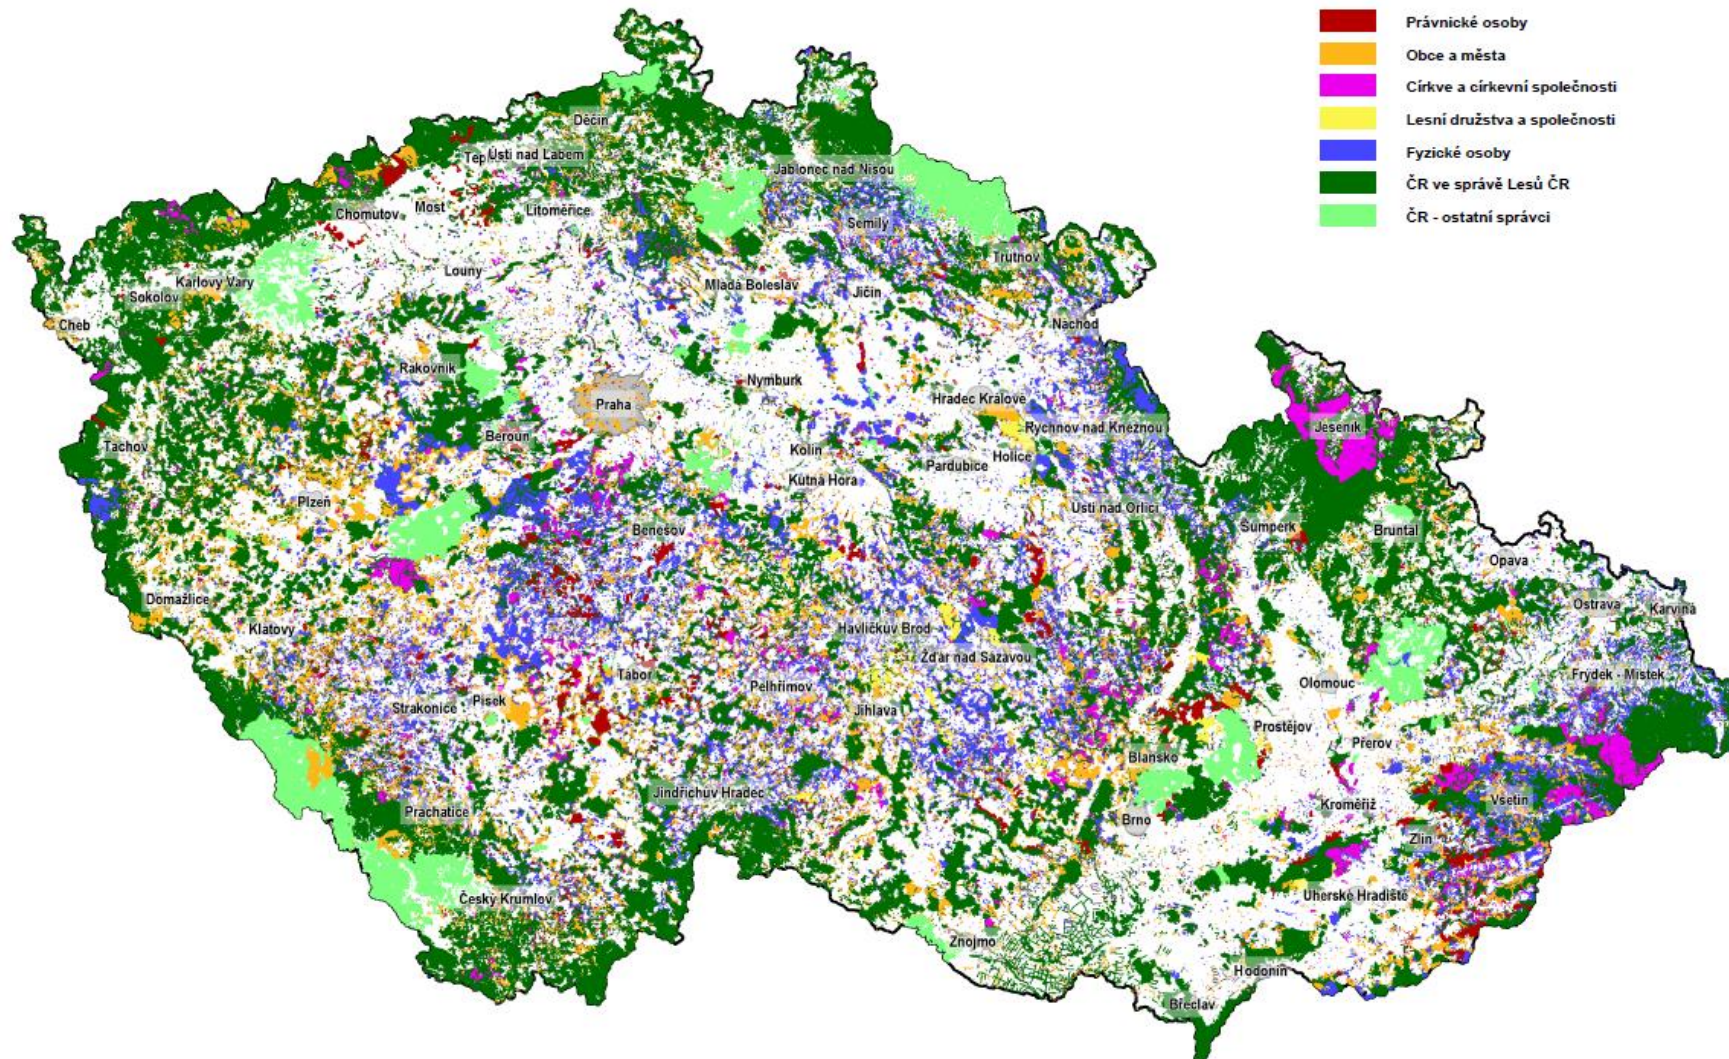 Právnické osoby
Obce a města
Církve a církevní společnosti
Lesní družstva a společnosti
Fyzické osoby
ČR ve správě Lesů ČR
ČR - ostatní správci
Děčín
Ústí nad Labem
Jablonec nad Nisou
Most
Chomutov
Litoměřice
Semily
Trutnov
Louny
Karlovy Vary
Sokolov
Mladá Boleslav
Jičín
Cheb
Náchod
Rakovník
Nymburk
Praha
Hradec Králové
Jeseník
Rychnov nad Kněžnou
Beroun
Tachov
Kolín
Holice
Pardubice
Kutná Hora
Plzeň
Ústí nad Orlicí
Benešov
Šumperk
Bruntál
Opava
Domažlice
Ostrava
Karviná
Klatovy
Havlíčkův Brod
Žďár nad Sázavou
Tábor
Frýdek - Místek
Pelhřimov
Olomouc
Písek
Strakonice
Jihlava
Prostějov
Přerov
Blansko
Jindřichův Hradec
Vsetín
Kroměříž
Prachatice
Brno
Zlín
Český Krumlov
Uherské Hradiště
Znojmo
Hodonín
Břeclav